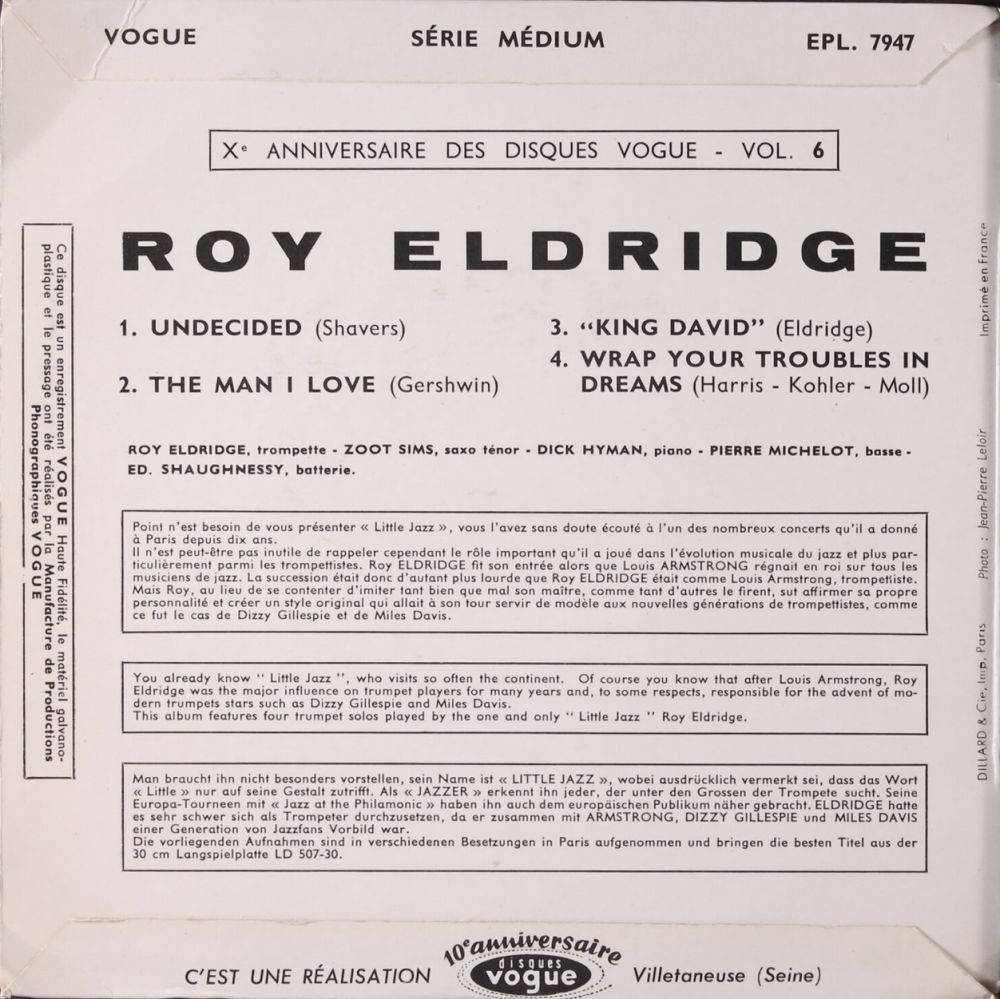 VOGUE SÉRIE MÉDIUM EPL. 7947
Xe ANNIVERSAIRE DES DISQUES VOGUE - VOL. 6
ROY ELDRIDGE
1. UNDECIDED (Shavers)
2. THE MAN I LOVE (Gershwin)
3. “KING DAVID” (Eldridge)
4. WRAP YOUR TROUBLES IN
DREAMS (Harris - Kohler - Moll)
ROY ELDRIDGE, trompette - ZOOT SIMS, saxo ténor - DICK HYMAN, piano - PIERRE MICHELOT, basse -
ED. SHAUGHNESSY, batterie.
Point n'est besoin de vous présenter « Little Jazz », vous l'avez sans doute écouté à l'un des nombreux concerts qu'il a donné
à Paris depuis dix ans.
Il n'est peut-être pas inutile de rappeler cependant le rôle important qu'il a joué dans l'évolution musicale du jazz et plus par-
ticulièrement parmi les trompettistes. Roy ELDRIDGE fit son entrée alors que Louis ARMSTRONG régnait en roi sur tous les
musiciens de jazz. La succession était donc d'autant plus lourde que Roy ELDRIDGE était comme Louis Armstrong, trompettiste.
Mais Roy, au lieu de se contenter d'imiter tant bien que mal son maître, comme tant d'autres le firent, sut affirmer sa propre
personnalité et créer un style original qui allait à son tour servir de modèle aux nouvelles générations de trompettistes, comme
ce fut le cas de Dizzy Gillespie et de Miles Davis.
You already know “ Little Jazz ”, who visits so often the continent. Of course you know that after Louis Armstrong, Roy
Eldridge was the major influence on trumpet players for many years and, to some respects, responsible for the advent of mo-
dern trumpets stars such as Dizzy Gillespie and Miles Davis.
This album features four trumpet solos played by the one and only “ Little Jazz ” Roy Eldridge.
Man braucht ihn nicht besonders vorstellen, sein Name ist « LITTLE JAZZ », wobei ausdrücklich vermerkt sei, dass das Wort
« Little » nur auf seine Gestalt zutrifft. Als « JAZZER » erkennt ihn jeder, der unter den Grossen der Trompete sucht. Seine
Europa-Tourneen mit « Jazz at the Philamonic » haben ihn auch dem europäischen Publikum näher gebracht. ELDRIDGE hatte
es sehr schwer sich als Trompeter durchzusetzen, da er zusammen mit ARMSTRONG, DIZZY GILLESPIE und MILES DAVIS
einer Generation von Jazzfans Vorbild war.
Die vorliegenden Aufnahmen sind in verschiedenen Besetzungen in Paris aufgenommen und bringen die besten Titel aus der
30 cm Langspielplatte LD 507-30.
Ce disque est un enregistrement VOGUE Haute Fidélité, le matériel galvano-
plastique et le pressage ont été réalisés par la Manufacture de Productions
Phonographiques VOGUE
DILLARD & Cie, Imp. Paris Photo : Jean-Pierre Leloir Imprimé en France
C'EST UNE RÉALISATION
10e anniversaire
disques
vogue
Villetaneuse (Seine)